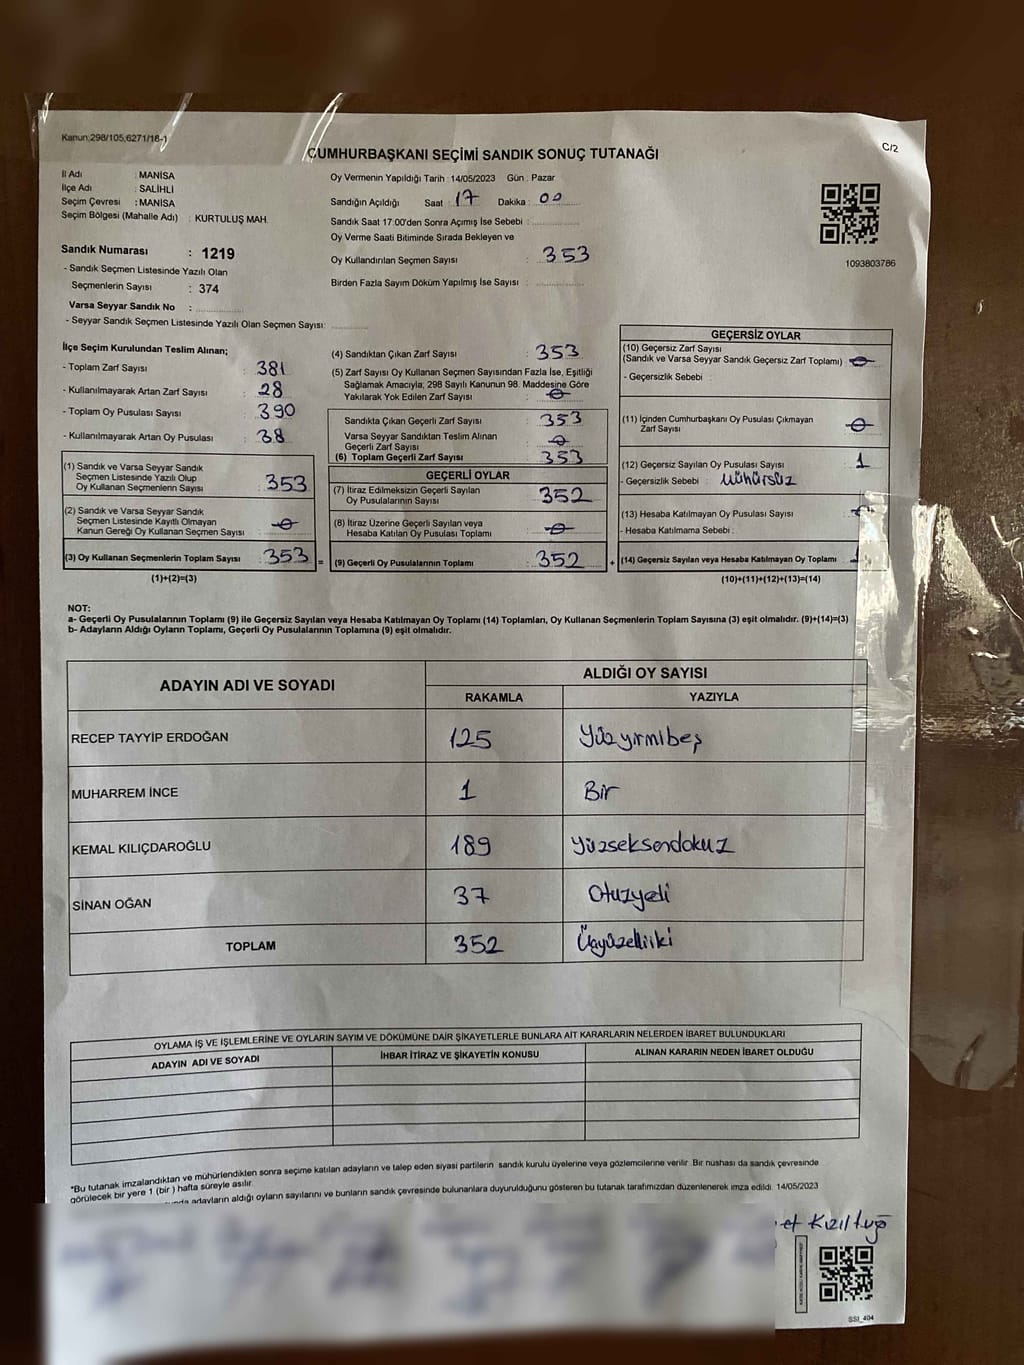 Kanun:298/105,6271/16-1
C/2
CUMHURBAŞKANI SEÇİMİ SANDIK SONUÇ TUTANAĞI
İl Adı : MANİSA
İlçe Adı : SALİHLİ
Seçim Çevresi : MANİSA
Seçim Bölgesi (Mahalle Adı) : KURTULUŞ MAH.
Sandık Numarası : 1219
- Sandık Seçmen Listesinde Yazılı Olan
Seçmenlerin Sayısı : 374
Varsa Seyyar Sandık No : ..............
- Seyyar Sandık Seçmen Listesinde Yazılı Olan Seçmen Sayısı: ............
Oy Vermenin Yapıldığı Tarih : 14/05/2023 Gün : Pazar
Sandığın Açıldığı Saat : 17 Dakika : 00
Sandık Saat 17:00'den Sonra Açımış İse Sebebi : ..............
Oy Verme Saati Bitiminde Sırada Bekleyen ve
Oy Kullandırılan Seçmen Sayısı : 353
Birden Fazla Sayım Döküm Yapılmış İse Sayısı : ..............
1093803786
İlçe Seçim Kurulundan Teslim Alınan;
- Toplam Zarf Sayısı : 381
- Kullanılmayarak Artan Zarf Sayısı : 28
- Toplam Oy Pusulası Sayısı : 390
- Kullanılmayarak Artan Oy Pusulası : 38
(1) Sandık ve Varsa Seyyar Sandık
Seçmen Listesinde Yazılı Olup
Oy Kullanan Seçmenlerin Sayısı : 353
(2) Sandık ve Varsa Seyyar Sandık
Seçmen Listesinde Kayıtlı Olmayan
Kanun Gereği Oy Kullanan Seçmen Sayısı : 0
(3) Oy Kullanan Seçmenlerin Toplam Sayısı : 353 =
(1)+(2)=(3)
(4) Sandıktan Çıkan Zarf Sayısı : 353
(5) Zarf Sayısı Oy Kullanan Seçmen Sayısından Fazla İse, Eşitliği
Sağlamak Amacıyla; 298 Sayılı Kanunun 98. Maddesine Göre
Yakılarak Yok Edilen Zarf Sayısı : 0
Sandıkta Çıkan Geçerli Zarf Sayısı : 353
Varsa Seyyar Sandıktan Teslim Alınan
Geçerli Zarf Sayısı : 0
(6) Toplam Geçerli Zarf Sayısı : 353
GEÇERLİ OYLAR
(7) İtiraz Edilmeksizin Geçerli Sayılan
Oy Pusulalarının Sayısı : 352
(8) İtiraz Üzerine Geçerli Sayılan veya
Hesaba Katılan Oy Pusulası Toplamı : 0
(9) Geçerli Oy Pusulalarının Toplamı : 352 +
GEÇERSİZ OYLAR
(10) Geçersiz Zarf Sayısı
(Sandık ve Varsa Seyyar Sandık Geçersiz Zarf Toplamı) : 0
- Geçersizlik Sebebi :
(11) İçinden Cumhurbaşkanı Oy Pusulası Çıkmayan
Zarf Sayısı : 0
(12) Geçersiz Sayılan Oy Pusulası Sayısı : 1
- Geçersizlik Sebebi : Mühürsüz
(13) Hesaba Katılmayan Oy Pusulası Sayısı :
- Hesaba Katılmama Sebebi :
(14) Geçersiz Sayılan veya Hesaba Katılmayan Oy Toplamı :
(10)+(11)+(12)+(13)=(14)
NOT:
a- Geçerli Oy Pusulalarının Toplamı (9) ile Geçersiz Sayılan veya Hesaba Katılmayan Oy Toplamı (14) Toplamları, Oy Kullanan Seçmenlerin Toplam Sayısına (3) eşit olmalıdır. (9)+(14)=(3)
b- Adayların Aldığı Oyların Toplamı, Geçerli Oy Pusulalarının Toplamına (9) eşit olmalıdır.
ADAYIN ADI VE SOYADI ALDIĞI OY SAYISI
RAKAMLA YAZIYLA
RECEP TAYYİP ERDOĞAN 125 Yüzyirmibeş
MUHARREM İNCE 1 Bir
KEMAL KILIÇDAROĞLU 189 Yüzseksendokuz
SİNAN OĞAN 37 Otuzyedi
TOPLAM 352 Üçyüzelliiki
OYLAMA İŞ VE İŞLEMLERİNE VE OYLARIN SAYIM VE DÖKÜMÜNE DAİR ŞİKAYETLERLE BUNLARA AİT KARARLARIN NELERDEN İBARET BULUNDUKLARI
ADAYIN ADI VE SOYADI İHBAR İTİRAZ VE ŞİKAYETİN KONUSU ALINAN KARARIN NEDEN İBARET OLDUĞU
*Bu tutanak imzalandıktan ve mühürlendikten sonra seçime katılan adayların ve talep eden siyasi partilerin sandık kurulu üyelerine veya gözlemcilerine verilir. Bir nüshası da sandık çevresinde
görülecek bir yere 1 (bir ) hafta süreyle asılır.
adayların aldığı oyların sayılarını ve bunların sandık çevresinde bulunanlara duyurulduğunu gösteren bu tutanak tarafımızdan düzenlenerek imza edildi. 14/05/2023
et Kızıltuğ
SSI_404